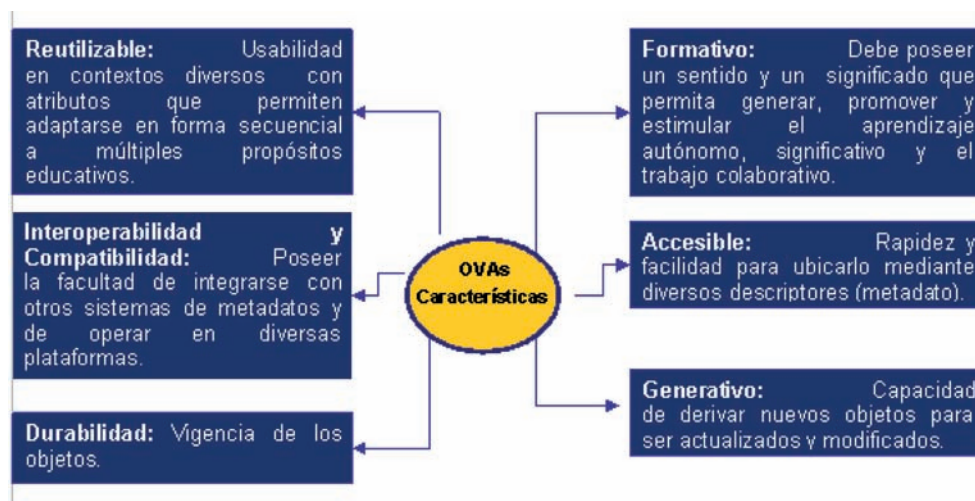 Reutilizable: Usabilidad
en contextos diversos con
atributos que permiten
adaptarse en forma secuencial
a múltiples propósitos
educativos.
Interoperabilidad y
Compatibilidad: Poseer
la facultad de integrarse con
otros sistemas de metadatos y
de operar en diversas
plataformas.
Durabilidad: Vigencia de los
objetos.
OVAs
Características
Formativo: Debe poseer
un sentido y un significado que
permita generar, promover y
estimular el aprendizaje
autónomo, significativo y el
trabajo colaborativo.
Accesible: Rapidez y
facilidad para ubicarlo mediante
diversos descriptores (metadato).
Generativo: Capacidad
de derivar nuevos objetos para
ser actualizados y modificados.